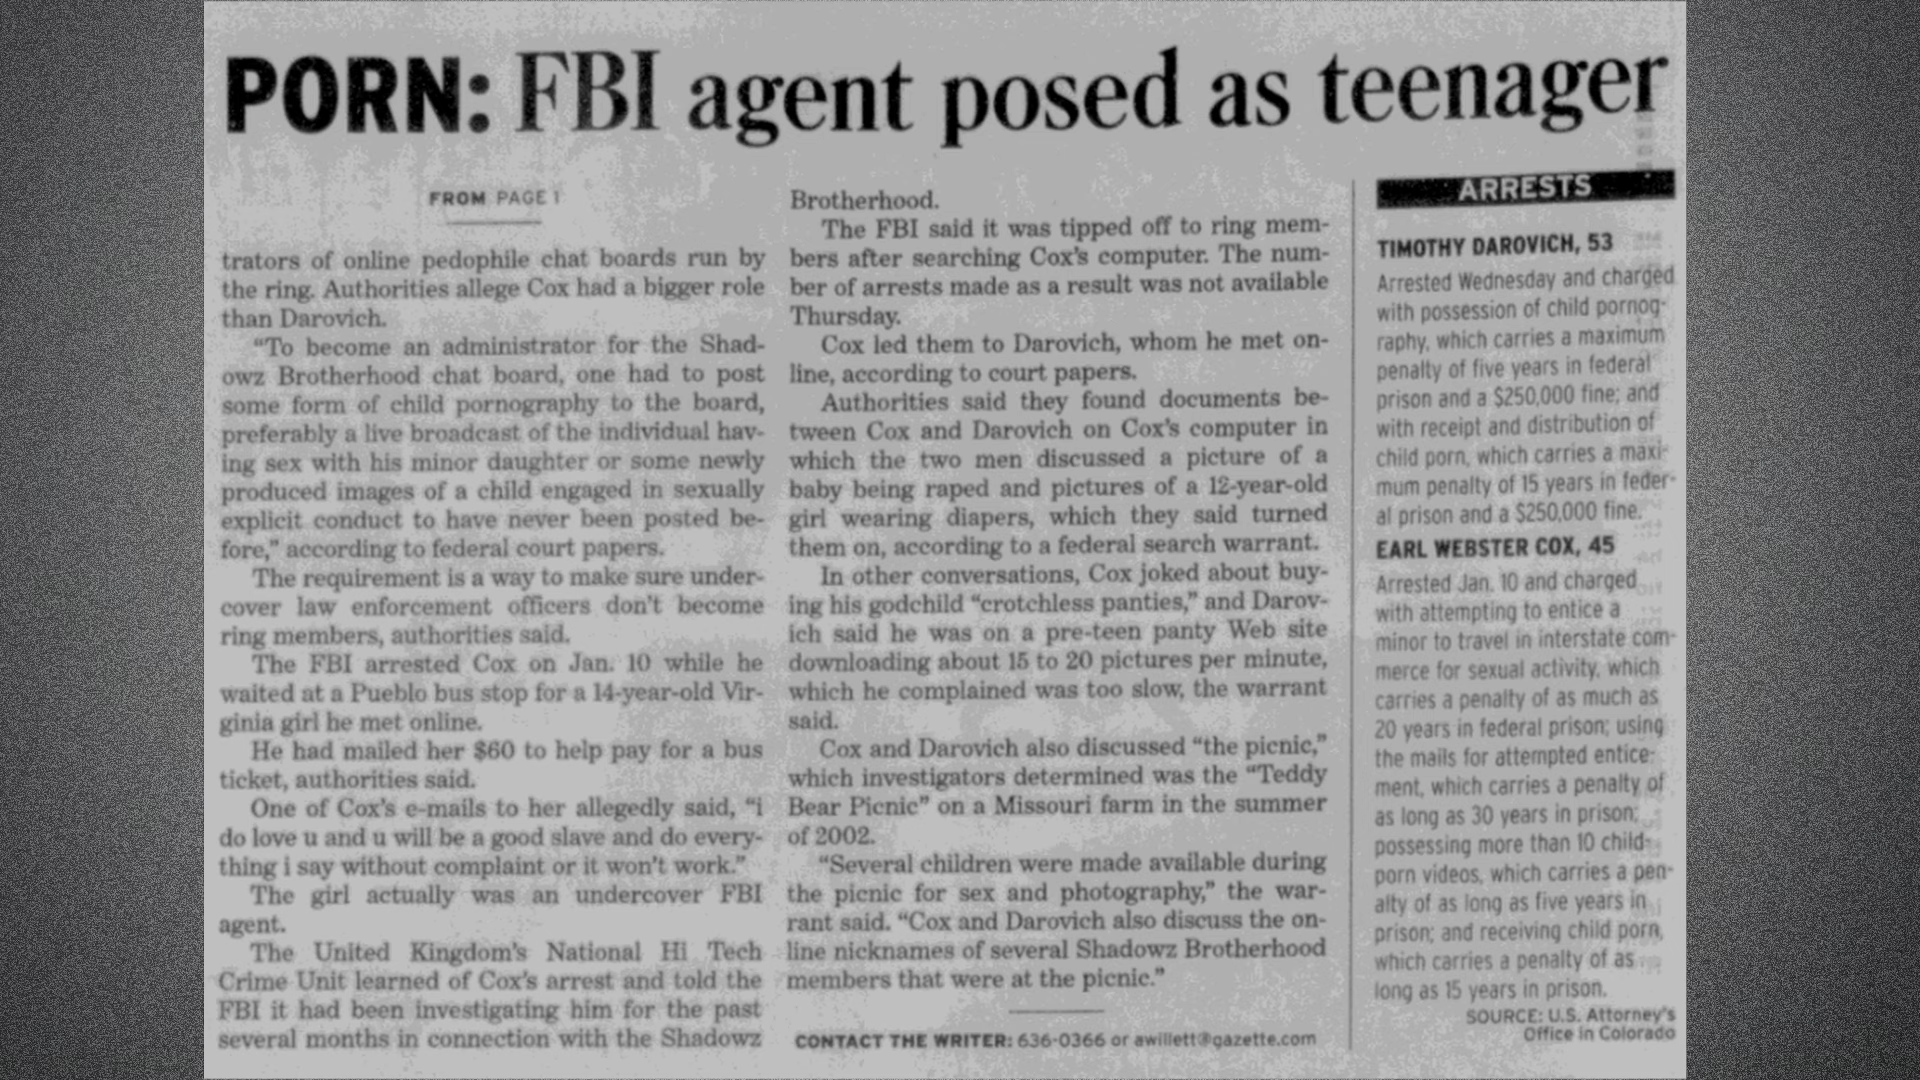 PORN: FBI agent posed as teenager
FROM PAGE 1
trators of online pedophile chat boards run by
the ring. Authorities allege Cox had a bigger role
than Darovich.
“To become an administrator for the Shad-
owz Brotherhood chat board, one had to post
some form of child pornography to the board,
preferably a live broadcast of the individual hav-
ing sex with his minor daughter or some newly
produced images of a child engaged in sexually
explicit conduct to have never been posted be-
fore,” according to federal court papers.
The requirement is a way to make sure under-
cover law enforcement officers don't become
ring members, authorities said.
The FBI arrested Cox on Jan. 10 while he
waited at a Pueblo bus stop for a 14-year-old Vir-
ginia girl he met online.
He had mailed her $60 to help pay for a bus
ticket, authorities said.
One of Cox's e-mails to her allegedly said, “i
do love u and u will be a good slave and do every-
thing i say without complaint or it won't work.”
The girl actually was an undercover FBI
agent.
The United Kingdom's National Hi Tech
Crime Unit learned of Cox's arrest and told the
FBI it had been investigating him for the past
several months in connection with the Shadowz
Brotherhood.
The FBI said it was tipped off to ring mem-
bers after searching Cox's computer. The num-
ber of arrests made as a result was not available
Thursday.
Cox led them to Darovich, whom he met on-
line, according to court papers.
Authorities said they found documents be-
tween Cox and Darovich on Cox's computer in
which the two men discussed a picture of a
baby being raped and pictures of a 12-year-old
girl wearing diapers, which they said turned
them on, according to a federal search warrant.
In other conversations, Cox joked about buy-
ing his godchild “crotchless panties,” and Darov-
ich said he was on a pre-teen panty Web site
downloading about 15 to 20 pictures per minute,
which he complained was too slow, the warrant
said.
Cox and Darovich also discussed “the picnic,”
which investigators determined was the “Teddy
Bear Picnic” on a Missouri farm in the summer
of 2002.
“Several children were made available during
the picnic for sex and photography,” the war-
rant said. “Cox and Darovich also discuss the on-
line nicknames of several Shadowz Brotherhood
members that were at the picnic.”
CONTACT THE WRITER: 636-0366 or awillett@gazette.com
ARRESTS
TIMOTHY DAROVICH, 53
Arrested Wednesday and charged
with possession of child pornog-
raphy, which carries a maximum
penalty of five years in federal
prison and a $250,000 fine; and
with receipt and distribution of
child porn, which carries a maxi-
mum penalty of 15 years in feder-
al prison and a $250,000 fine.
EARL WEBSTER COX, 45
Arrested Jan. 10 and charged
with attempting to entice a
minor to travel in interstate com-
merce for sexual activity, which
carries a penalty of as much as
20 years in federal prison; using
the mails for attempted entice-
ment, which carries a penalty of
as long as 30 years in prison;
possessing more than 10 child-
porn videos, which carries a pen-
alty of as long as five years in
prison; and receiving child porn,
which carries a penalty of as
long as 15 years in prison.
SOURCE: U.S. Attorney's
Office in Colorado